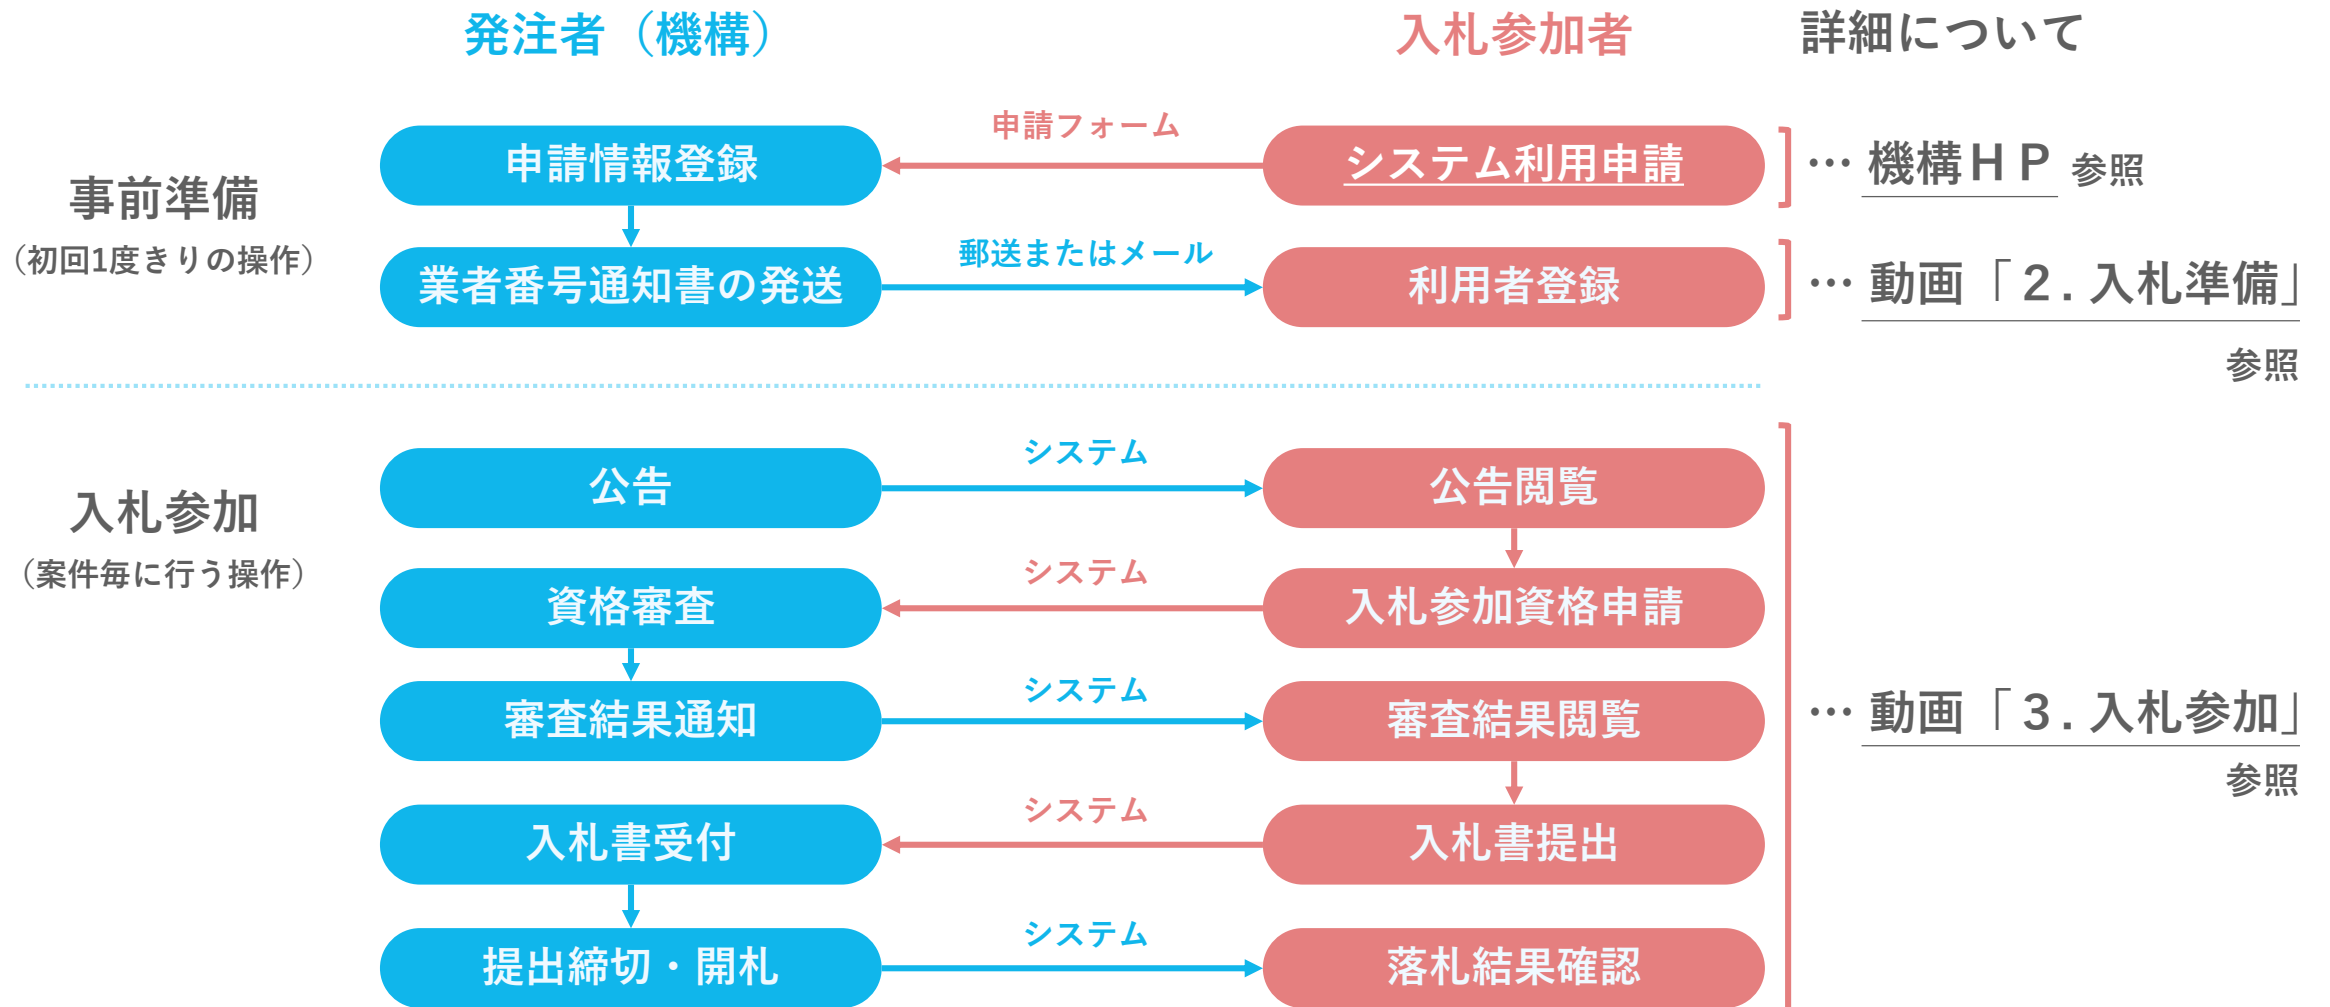 発注者（機構）
入札参加者
詳細について
事前準備
（初回1度きりの操作）
申請情報登録
申請フォーム
システム利用申請
… 機構ＨＰ 参照
業者番号通知書の発送
郵送またはメール
利用者登録
… 動画「２. 入札準備」
参照
入札参加
（案件毎に行う操作）
公告
システム
公告閲覧
資格審査
システム
入札参加資格申請
審査結果通知
システム
審査結果閲覧
… 動画「３. 入札参加」
参照
入札書受付
システム
入札書提出
提出締切・開札
システム
落札結果確認